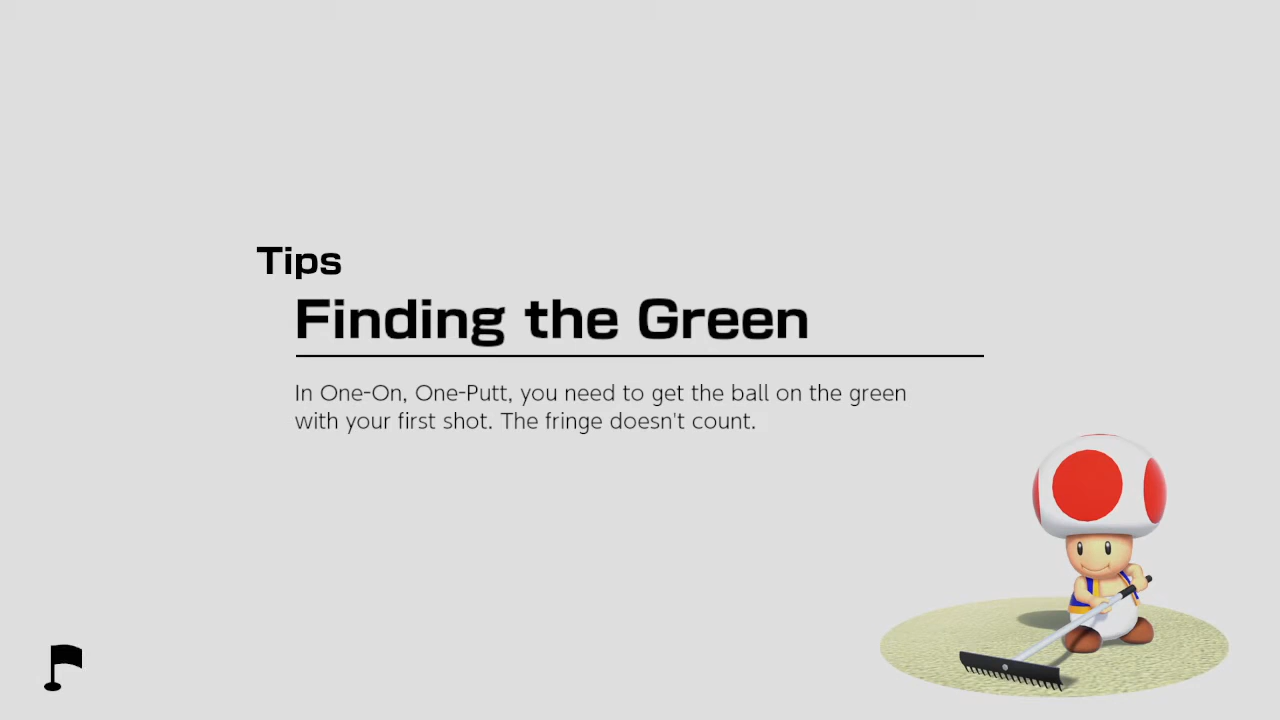 Tips
Finding the Green
In One-On, One-Putt, you need to get the ball on the green
with your first shot. The fringe doesn't count.